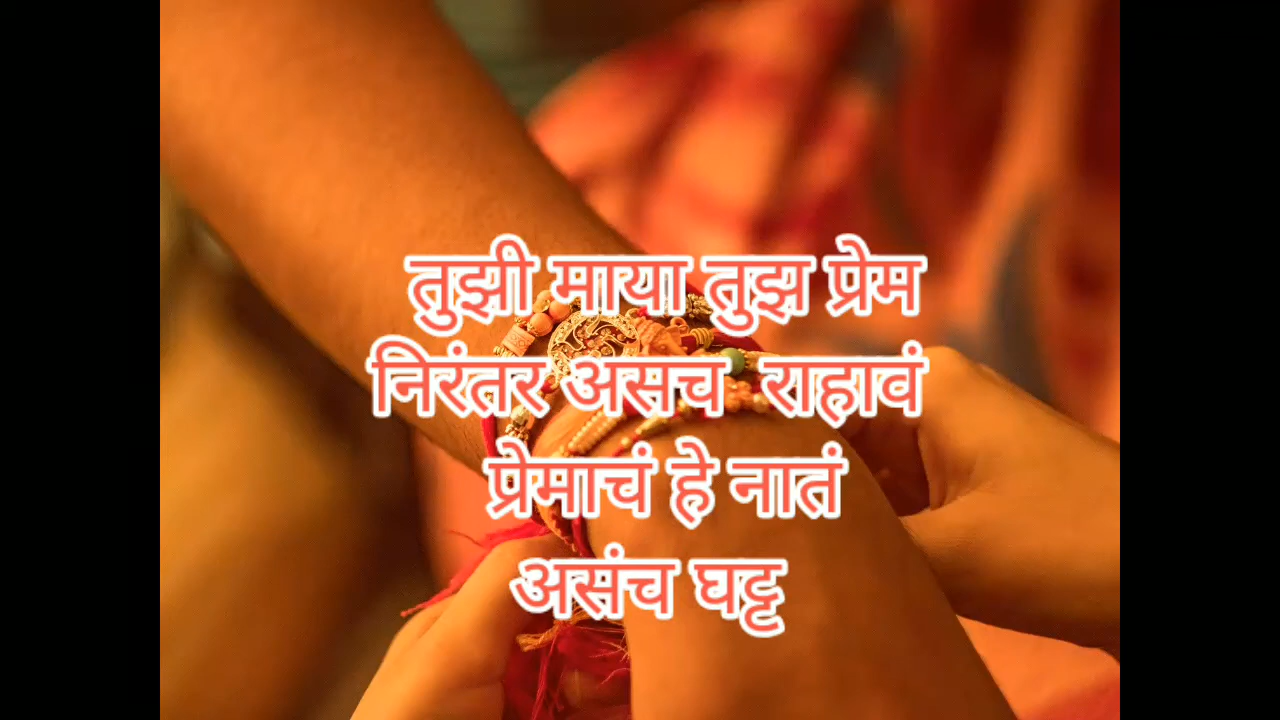 तुझी माया तुझ प्रेम
निरंतर असच राहावं
प्रेमाचं हे नातं
असंच घट्ट